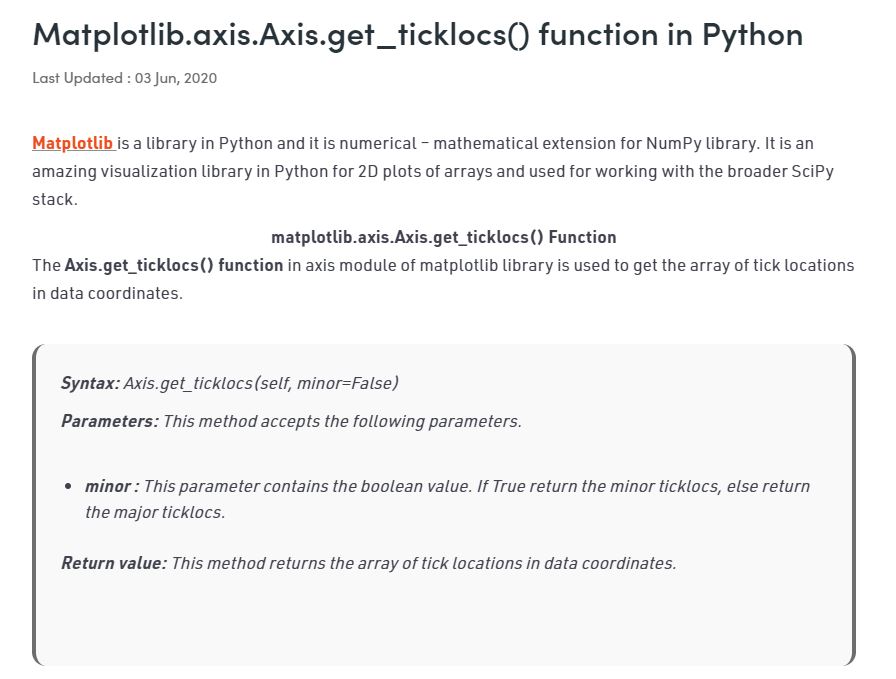 Matplotlib.axis.Axis.get_ticklocs() function in Python
Last Updated : 03 Jun, 2020
Matplotlib is a library in Python and it is numerical – mathematical extension for NumPy library. It is an
amazing visualization library in Python for 2D plots of arrays and used for working with the broader SciPy
stack.
matplotlib.axis.Axis.get_ticklocs() Function
The Axis.get_ticklocs() function in axis module of matplotlib library is used to get the array of tick locations
in data coordinates.
Syntax: Axis.get_ticklocs(self, minor=False)
Parameters: This method accepts the following parameters.
• minor : This parameter contains the boolean value. If True return the minor ticklocs, else return
the major ticklocs.
Return value: This method returns the array of tick locations in data coordinates.